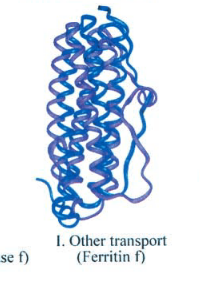 I. Other transport
se f) (Ferritin f)